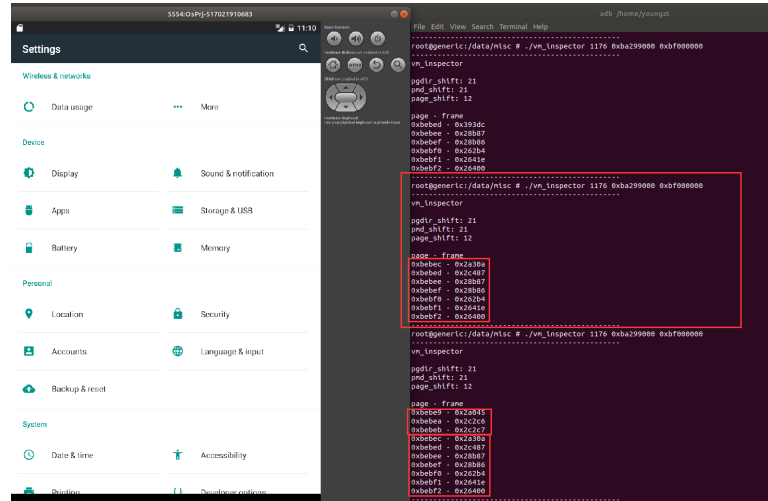 5554:OsPrj-517021910683
adb /home/youngzt
11:10
Settings
Wireless & networks
Data usage
More
Device
Display
Sound & notification
Apps
Storage & USB
Battery
Memory
Personal
Location
Security
Accounts
Language & input
Backup & reset
System
Date & time
Accessibility
Printing
Developer options
File Edit View Search Terminal Help
----------------------------------------------
root@generic:/data/misc # ./vm_inspector 1176 0xba299000 0xbf000000
----------------------------------------------
vm_inspector
pgdir_shift: 21
pmd_shift: 21
page_shift: 12
page - frame
0xbebed - 0x393dc
0xbebee - 0x28b87
0xbebef - 0x28b86
0xbebf0 - 0x262b4
0xbebf1 - 0x2641e
0xbebf2 - 0x26400
----------------------------------------------
root@generic:/data/misc # ./vm_inspector 1176 0xba299000 0xbf000000
----------------------------------------------
vm_inspector
pgdir_shift: 21
pmd_shift: 21
page_shift: 12
page - frame
0xbebec - 0x2a30a
0xbebed - 0x2c487
0xbebee - 0x28b87
0xbebef - 0x28b86
0xbebf0 - 0x262b4
0xbebf1 - 0x2641e
0xbebf2 - 0x26400
----------------------------------------------
root@generic:/data/misc # ./vm_inspector 1176 0xba299000 0xbf000000
----------------------------------------------
vm_inspector
pgdir_shift: 21
pmd_shift: 21
page_shift: 12
page - frame
0xbebe9 - 0x2a045
0xbebea - 0x2c2c6
0xbebeb - 0x2c2c7
0xbebec - 0x2a30a
0xbebed - 0x2c487
0xbebee - 0x28b87
0xbebef - 0x28b86
0xbebf0 - 0x262b4
0xbebf1 - 0x2641e
0xbebf2 - 0x26400
----------------------------------------------